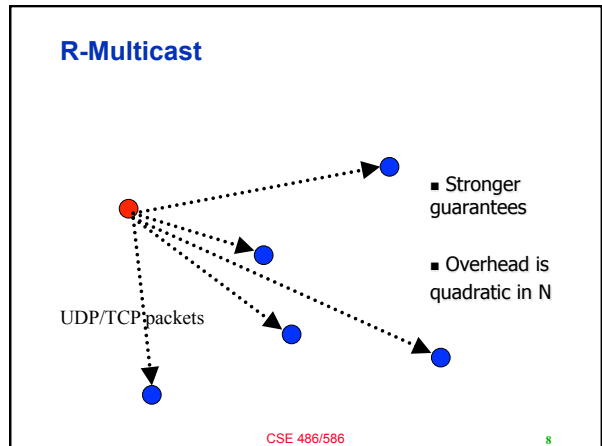 R-Multicast
■ Stronger
guarantees
■ Overhead is
quadratic in N
UDP/TCP packets
CSE 486/586
8